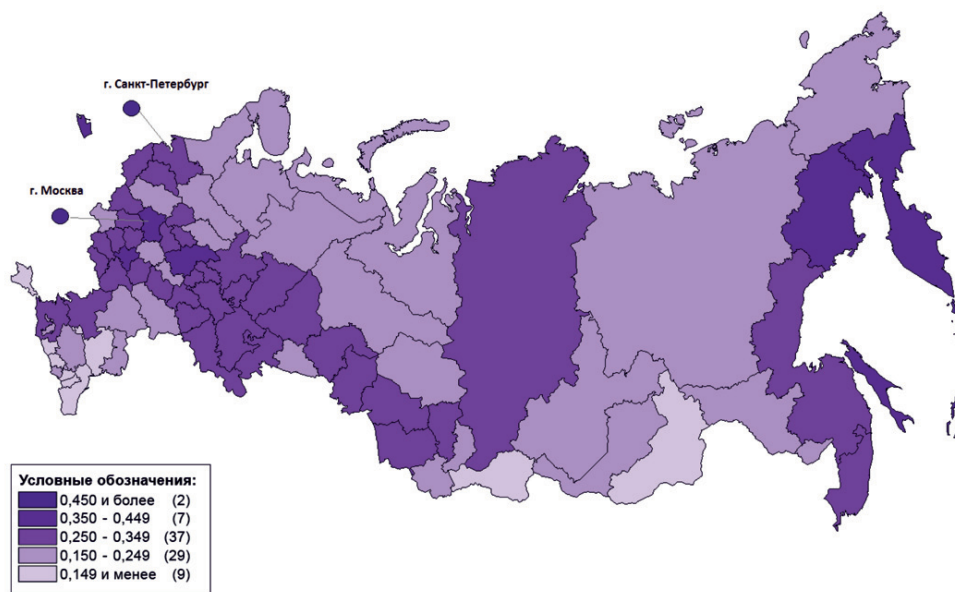 г. Санкт-Петербург
г. Москва
Условные обозначения:
0,450 и более (2)
0,350 - 0,449 (7)
0,250 - 0,349 (37)
0,150 - 0,249 (29)
0,149 и менее (9)